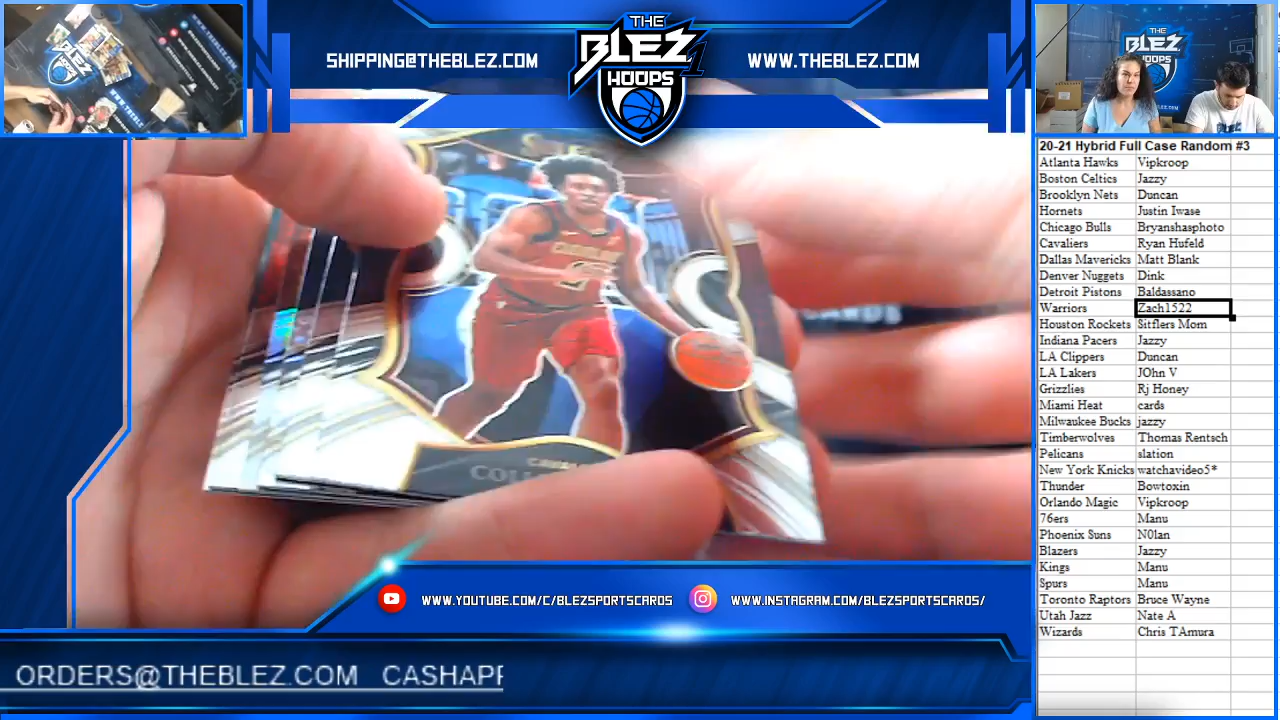 SHIPPING@THEBLEZ.COM
THE
BLEZ
HOOPS
WWW.THEBLEZ.COM
THE
BLEZ
20-21 Hybrid Full Case Random #3
Atlanta Hawks Vipkroop
Boston Celtics Jazzy
Brooklyn Nets Duncan
Hornets Justin Iwase
Chicago Bulls Bryanshasphoto
Cavaliers Ryan Hufeld
Dallas Mavericks Matt Blank
Denver Nuggets Dink
Detroit Pistons Baldassano
Warriors Zach1522
Houston Rockets Sitflers Mom
Indiana Pacers Jazzy
LA Clippers Duncan
LA Lakers JOhn V
Grizzlies Rj Honey
Miami Heat cards
Milwaukee Bucks jazzy
Timberwolves Thomas Rentsch
Pelicans slation
New York Knicks watchavideo5*
Thunder Bowtoxin
Orlando Magic Vipkroop
76ers Manu
Phoenix Suns N0lan
Blazers Jazzy
Kings Manu
Spurs Manu
Toronto Raptors Bruce Wayne
Utah Jazz Nate A
Wizards Chris TAmura
WWW.YOUTUBE.COM/C/BLEZSPORTSCARDS
WWW.INSTAGRAM.COM/BLEZSPORTSCARDS/
ORDERS@THEBLEZ.COM CASHAPP